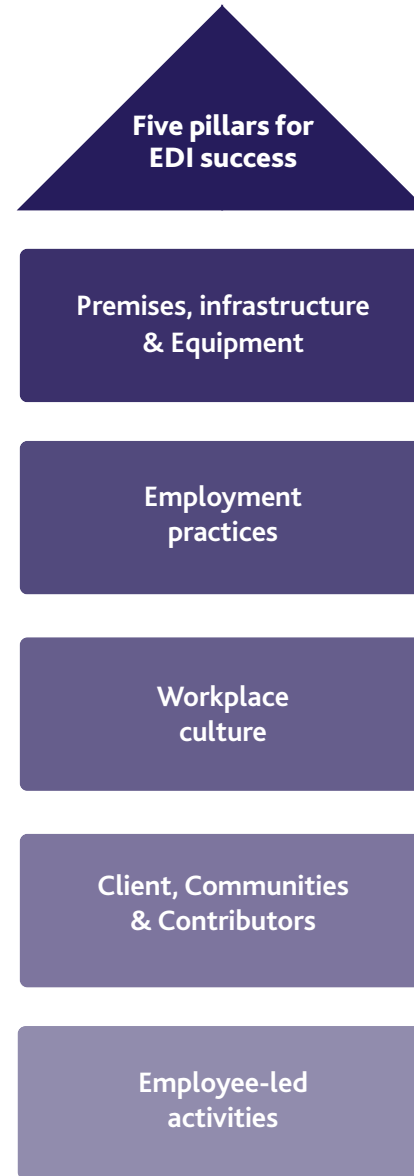 Five pillars for
EDI success
Premises, infrastructure
& Equipment
Employment
practices
Workplace
culture
Client, Communities
& Contributors
Employee-led
activities